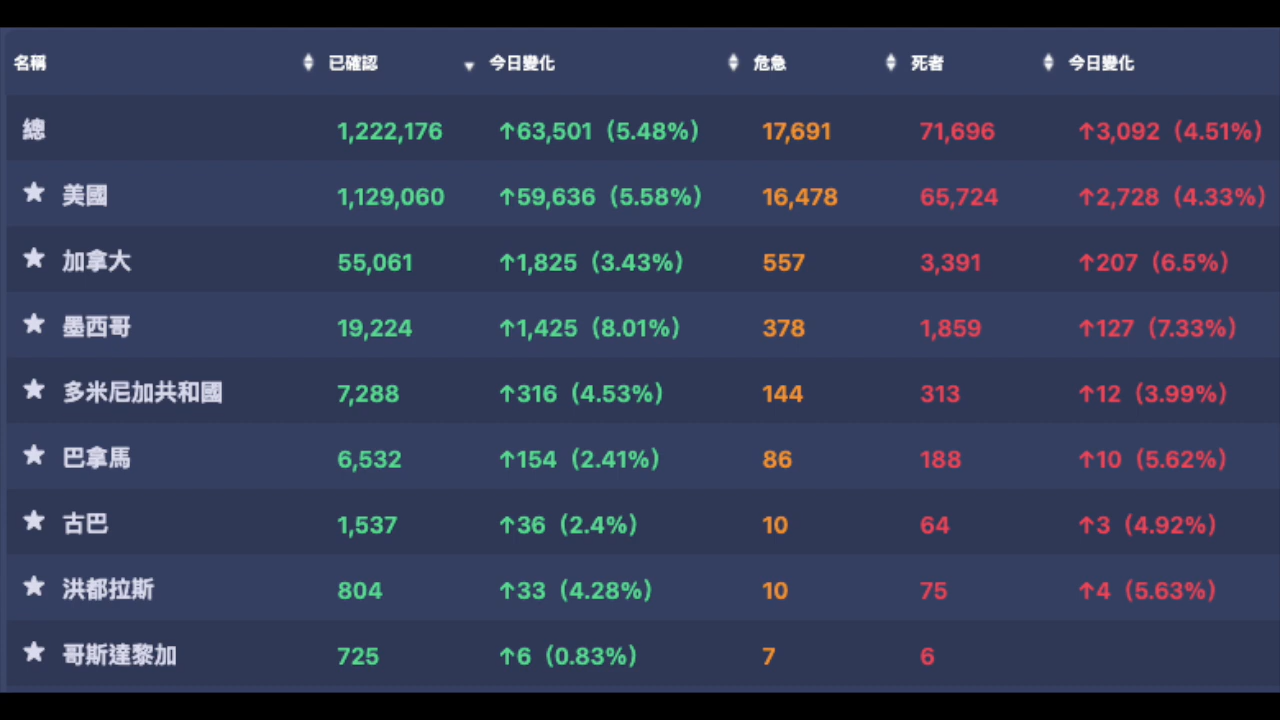 名稱 已確認 今日變化 危急 死者 今日變化
總 1,222,176 ↑63,501 (5.48%) 17,691 71,696 ↑3,092 (4.51%)
★ 美國 1,129,060 ↑59,636 (5.58%) 16,478 65,724 ↑2,728 (4.33%)
★ 加拿大 55,061 ↑1,825 (3.43%) 557 3,391 ↑207 (6.5%)
★ 墨西哥 19,224 ↑1,425 (8.01%) 378 1,859 ↑127 (7.33%)
★ 多米尼加共和國 7,288 ↑316 (4.53%) 144 313 ↑12 (3.99%)
★ 巴拿馬 6,532 ↑154 (2.41%) 86 188 ↑10 (5.62%)
★ 古巴 1,537 ↑36 (2.4%) 10 64 ↑3 (4.92%)
★ 洪都拉斯 804 ↑33 (4.28%) 10 75 ↑4 (5.63%)
★ 哥斯達黎加 725 ↑6 (0.83%) 7 6